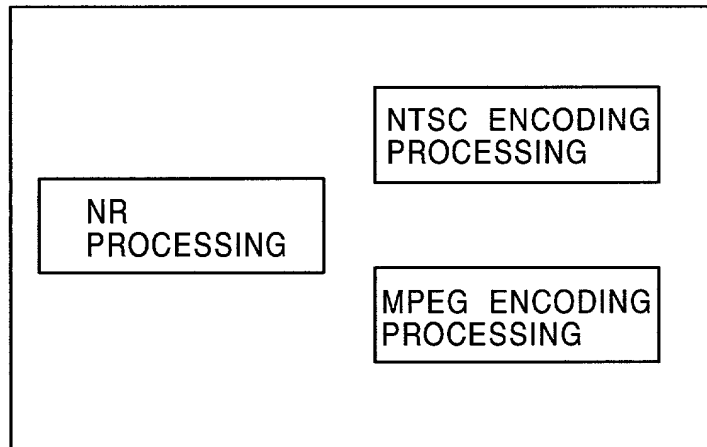 NTSC ENCODING
PROCESSING
NR
PROCESSING
MPEG ENCODING
PROCESSING